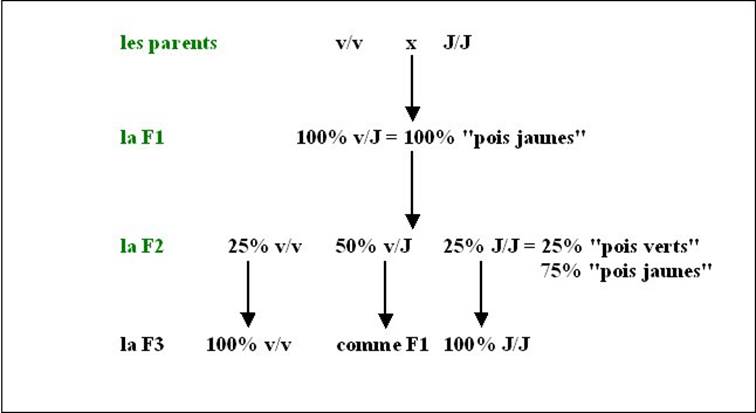 les parents v/v x J/J
la F1 100% v/J = 100% "pois jaunes"
la F2 25% v/v 50% v/J 25% J/J = 25% "pois verts"
75% "pois jaunes"
la F3 100% v/v comme F1 100% J/J